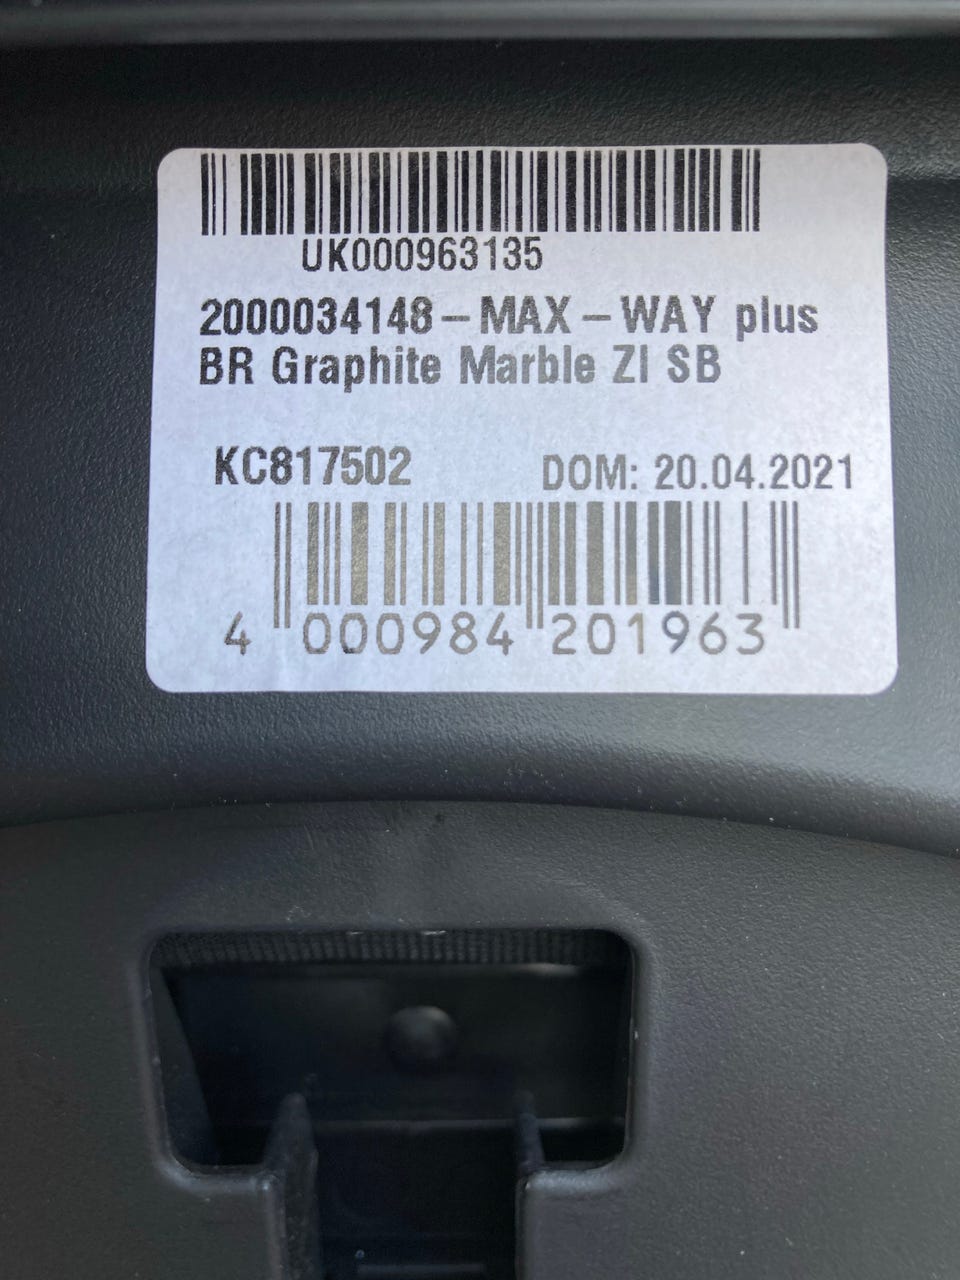 UK000963135
2000034148-MAX-WAY plus
BR Graphite Marble ZI SB
KC817502 DOM: 20.04.2021
4 000984 201963